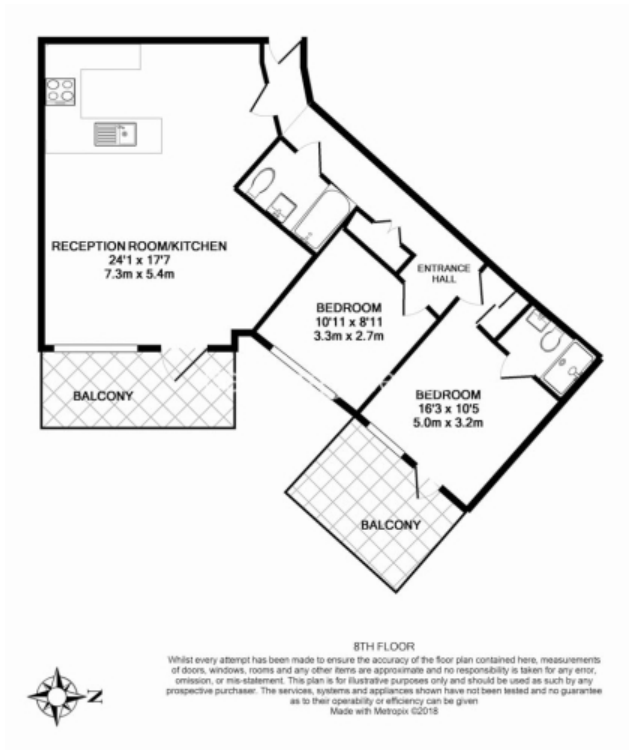 RECEPTION ROOM/KITCHEN
24'1 x 17'7
7.3m x 5.4m
ENTRANCE
HALL
BEDROOM
10'11 x 8'11
3.3m x 2.7m
BALCONY
BEDROOM
16'3 x 10'5
5.0m x 3.2m
BALCONY
8TH FLOOR
Whilst every attempt has been made to ensure the accuracy of the floor plan contained here, measurements
of doors, windows, rooms and any other items are approximate and no responsibility is taken for any error,
omission, or mis-statement. This plan is for illustrative purposes only and should be used as such by any
prospective purchaser. The services, systems and appliances shown have not been tested and no guarantee
as to their operability or efficiency can be given
Made with Metropix ©2018
N